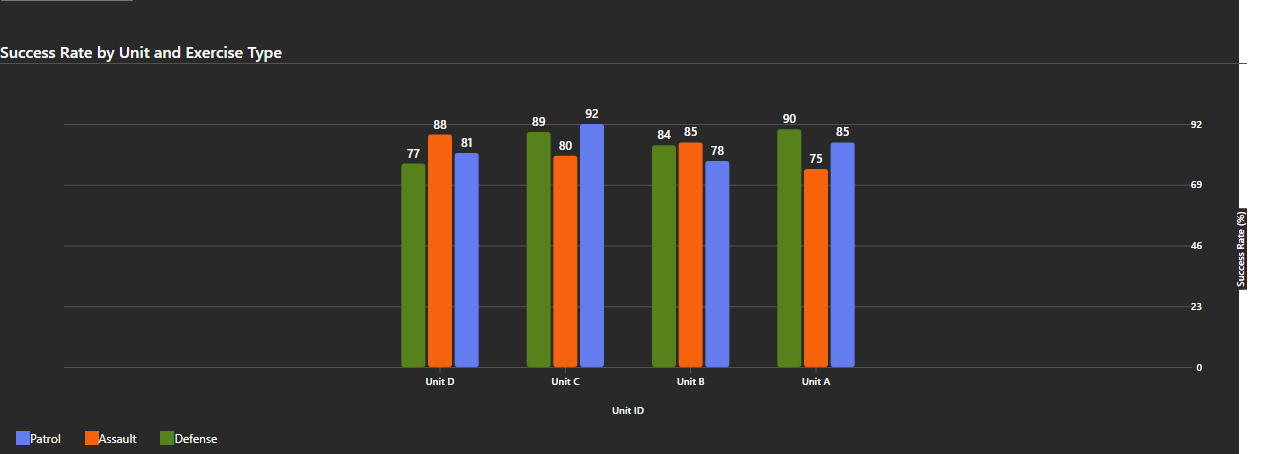 Success Rate by Unit and Exercise Type
92
89
92
88
90
84
85
85
81
80
78
77
75
69
46
23
0
Success Rate (%)
Unit D
Unit C
Unit B
Unit A
Unit ID
Patrol
Assault
Defense